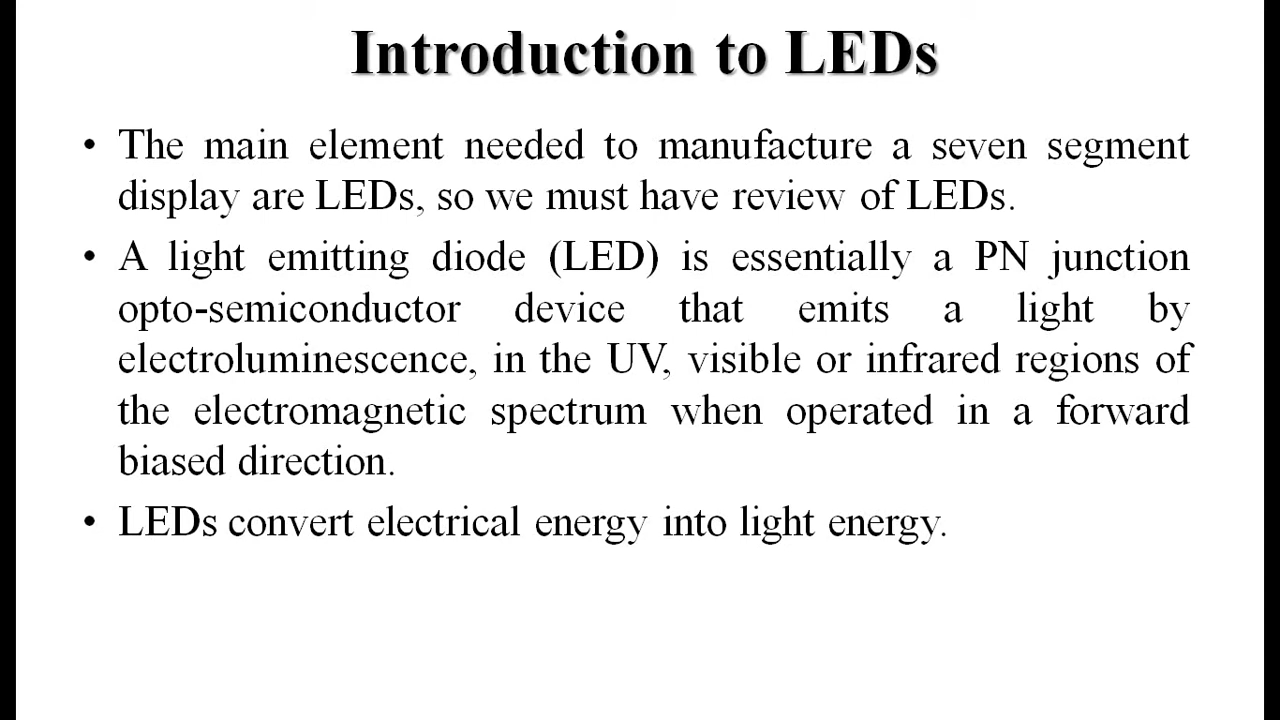 Introduction to LEDs
• The main element needed to manufacture a seven segment
display are LEDs, so we must have review of LEDs.
• A light emitting diode (LED) is essentially a PN junction
opto-semiconductor device that emits a light by
electroluminescence, in the UV, visible or infrared regions of
the electromagnetic spectrum when operated in a forward
biased direction.
• LEDs convert electrical energy into light energy.